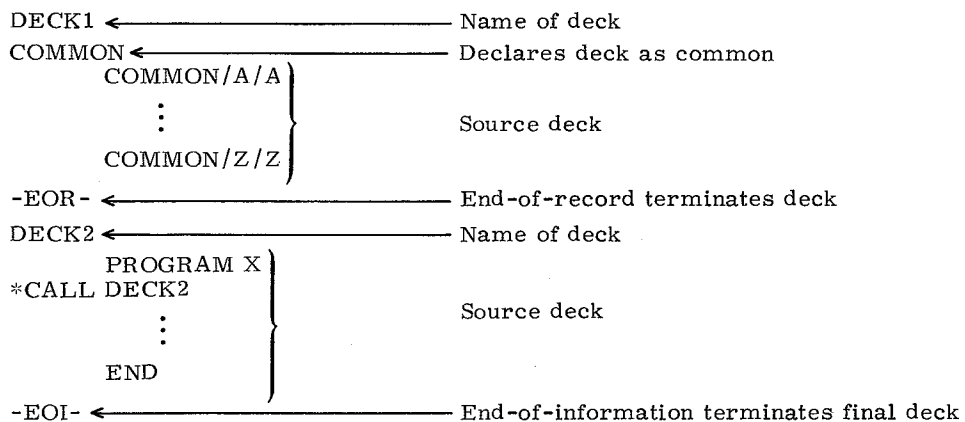 DECK1 Name of deck
COMMON Declares deck as common
COMMON/A/A
Source deck
COMMON/Z/Z
-EOR- End-of-record terminates deck
DECK2 Name of deck
PROGRAM X
*CALL DECK2
Source deck
END
-EOI- End-of-information terminates final deck